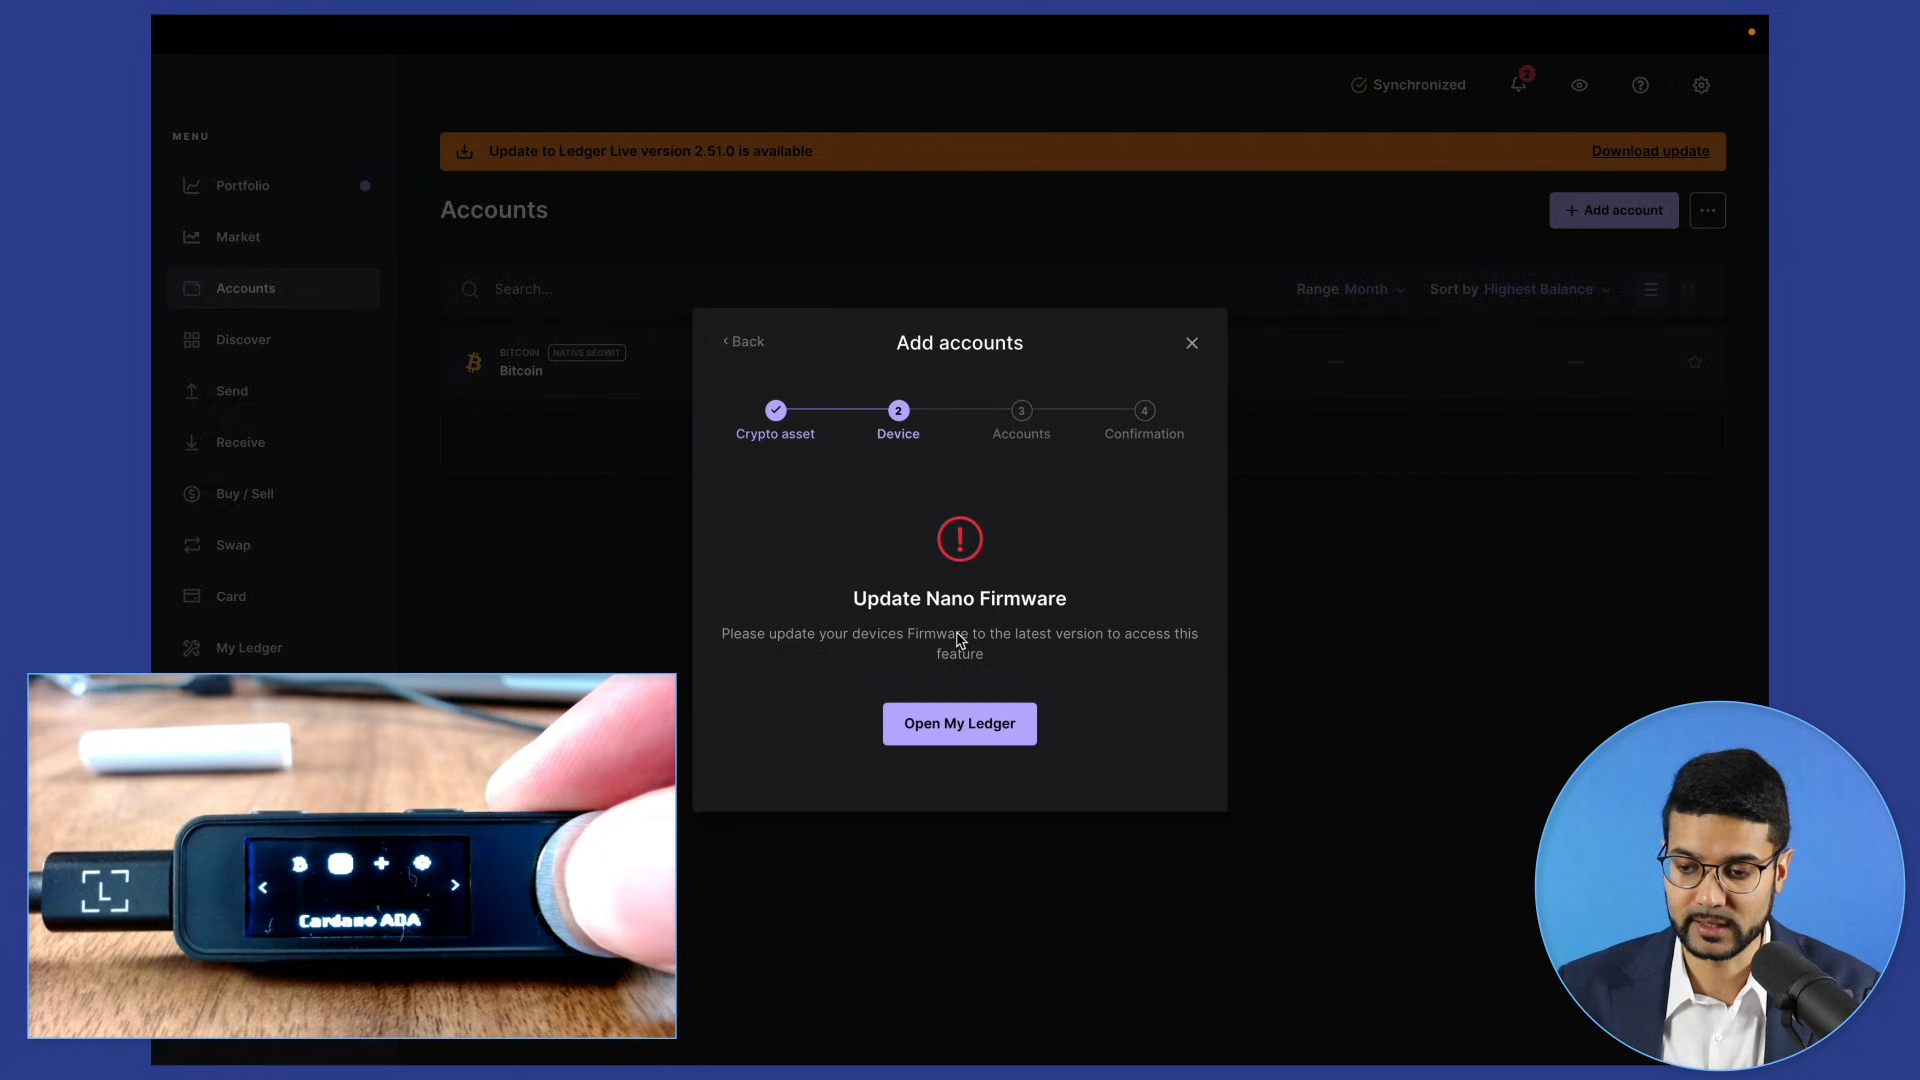 Synchronized
2
MENU
Update to Ledger Live version 2.51.0 is available
Download update
Portfolio
Accounts
+ Add account
Market
Accounts
Search...
Range Month
Sort by Highest Balance
Discover
BITCOIN NATIVE SEGWIT
Bitcoin
Send
Receive
Buy / Sell
Swap
Card
My Ledger
Back
Add accounts
2
3
4
Crypto asset
Device
Accounts
Confirmation
Update Nano Firmware
Please update your devices Firmware to the latest version to access this
feature
Open My Ledger
L
Cardano ADA